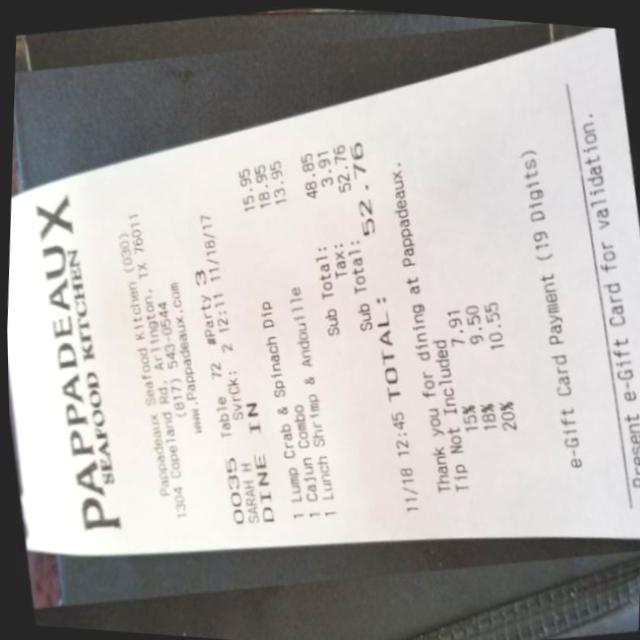 PAPPADEAUX
SEAFOOD KITCHEN
Pappadeaux Seafood Kitchen (030)
1304 Copeland Rd, Arlington, TX 76011
(817) 543-0544
www.Pappadeaux.com
0035 Table 72 #Party 3
SARAH H SvrCk: 2 12:11 11/18/17
DINE IN
1 Lump Crab & Spinach Dip 15.95
1 Cajun Combo 18.95
1 Lunch Shrimp & Andouille 13.95
Sub Total: 48.85
Tax: 3.91
Sub Total: 52.76
11/18 12:45 TOTAL: 52.76
Thank you for dining at Pappadeaux.
Tip Not Included
15% 7.91
18% 9.50
20% 10.55
e-Gift Card Payment (19 Digits)
Present e-Gift Card for validation.